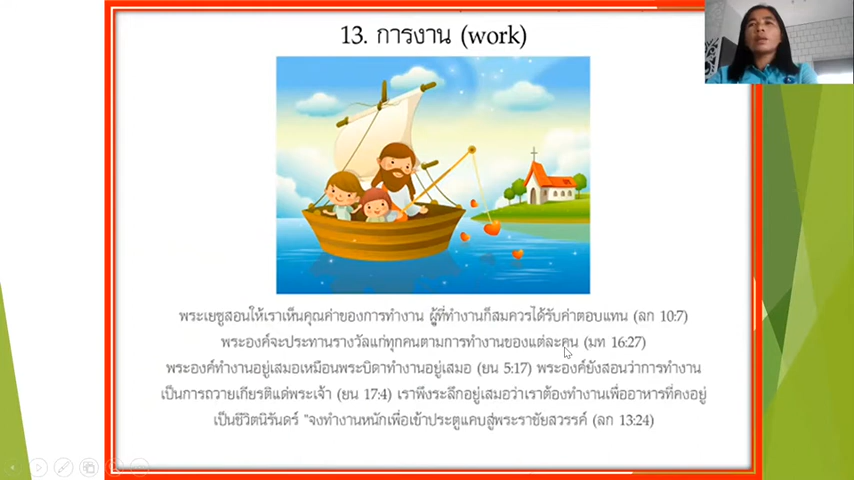 13. การงาน (work)
พระเยซูสอนให้เราเห็นคุณค่าของการทำงาน ผู้ที่ทำงานก็สมควรได้รับค่าตอบแทน (ลก 10:7)
พระองค์จะประทานรางวัลแก่ทุกคนตามการทำงานของแต่ละคน (มท 16:27)
พระองค์ทำงานอยู่เสมอเหมือนพระบิดาทำงานอยู่เสมอ (ยน 5:17) พระองค์ยังสอนว่าการทำงาน
เป็นการถวายเกียรติแด่พระเจ้า (ยน 17:4) เราพึงระลึกอยู่เสมอว่าเราต้องทำงานเพื่ออาหารที่คงอยู่
เป็นชีวิตนิรันดร์ "จงทำงานหนักเพื่อเข้าประตูแคบสู่พระราชัยสวรรค์ (ลก 13:24)